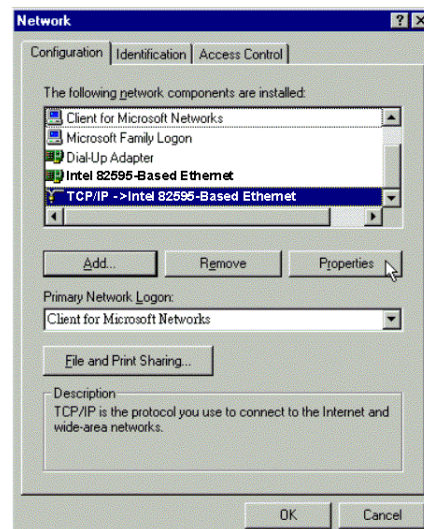 Network
Configuration Identification Access Control
The following network components are installed:
Client for Microsoft Networks
Microsoft Family Logon
Dial-Up Adapter
Intel 82595-Based Ethernet
TCP/IP ->Intel 82595-Based Ethernet
Add... Remove Properties
Primary Network Logon:
Client for Microsoft Networks
File and Print Sharing...
Description
TCP/IP is the protocol you use to connect to the Internet and
wide-area networks.
OK Cancel